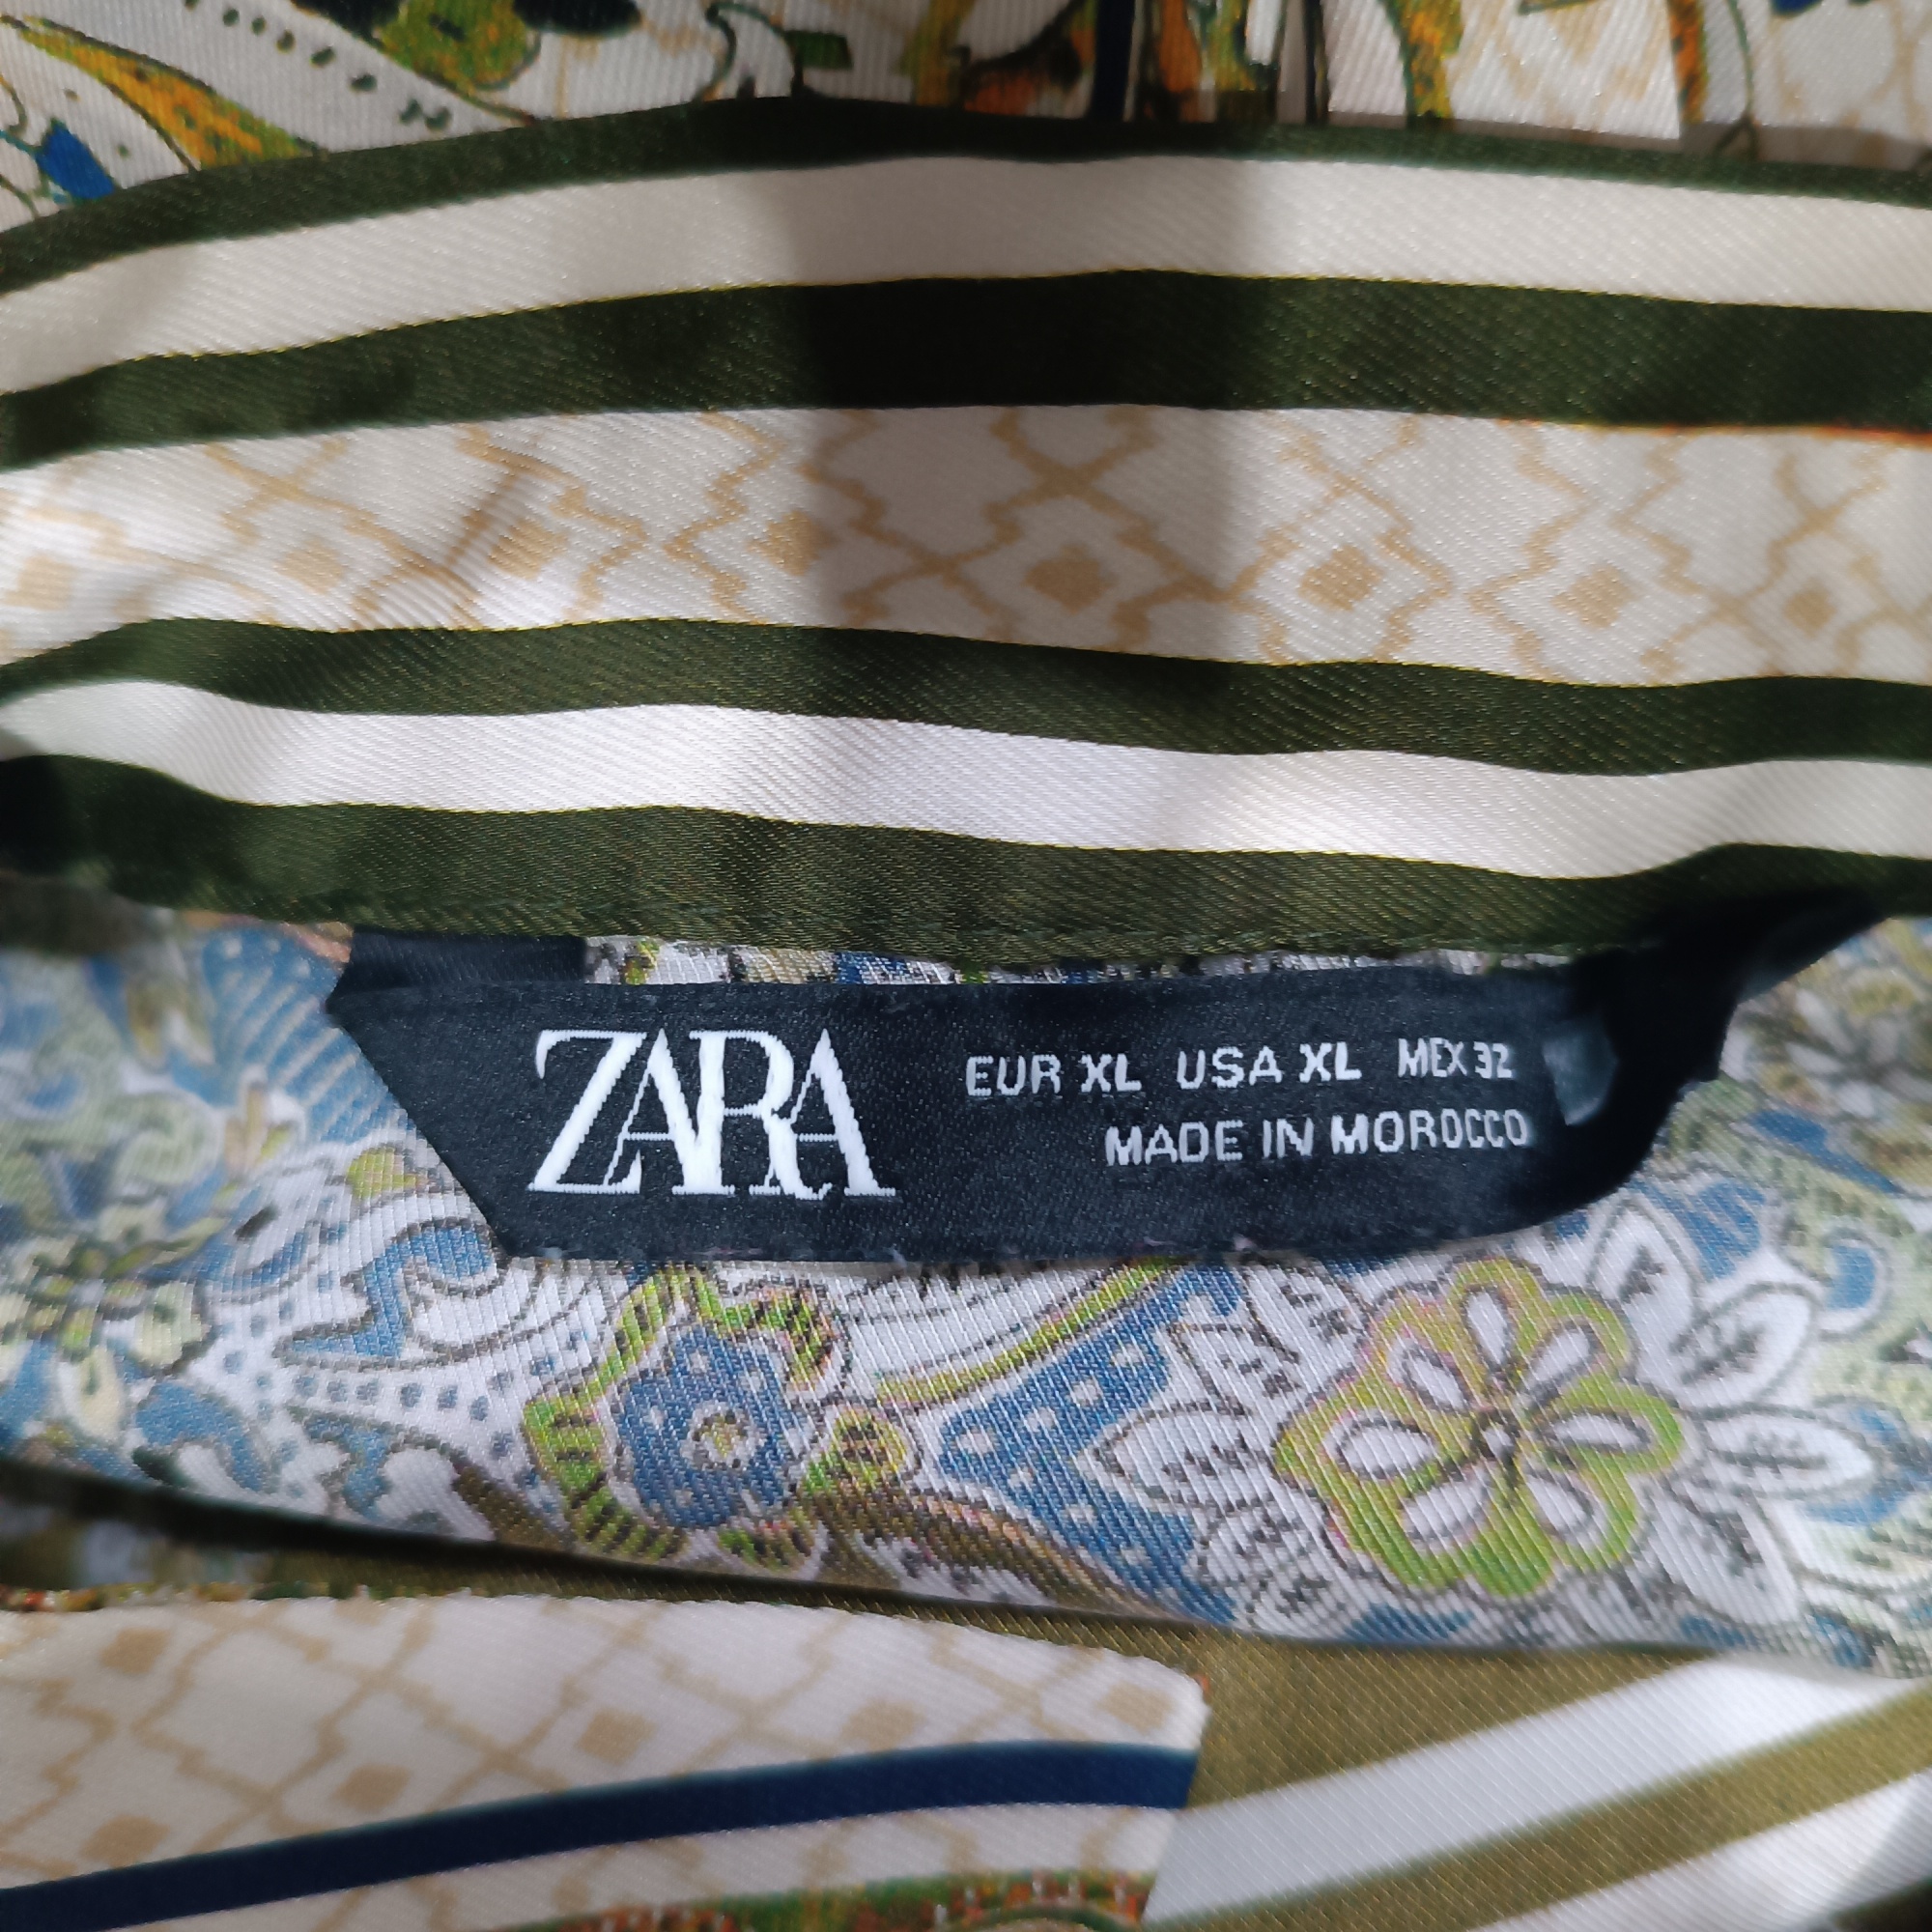 ZARA
EUR XL USA XL MEX 32
MADE IN MOROCCO